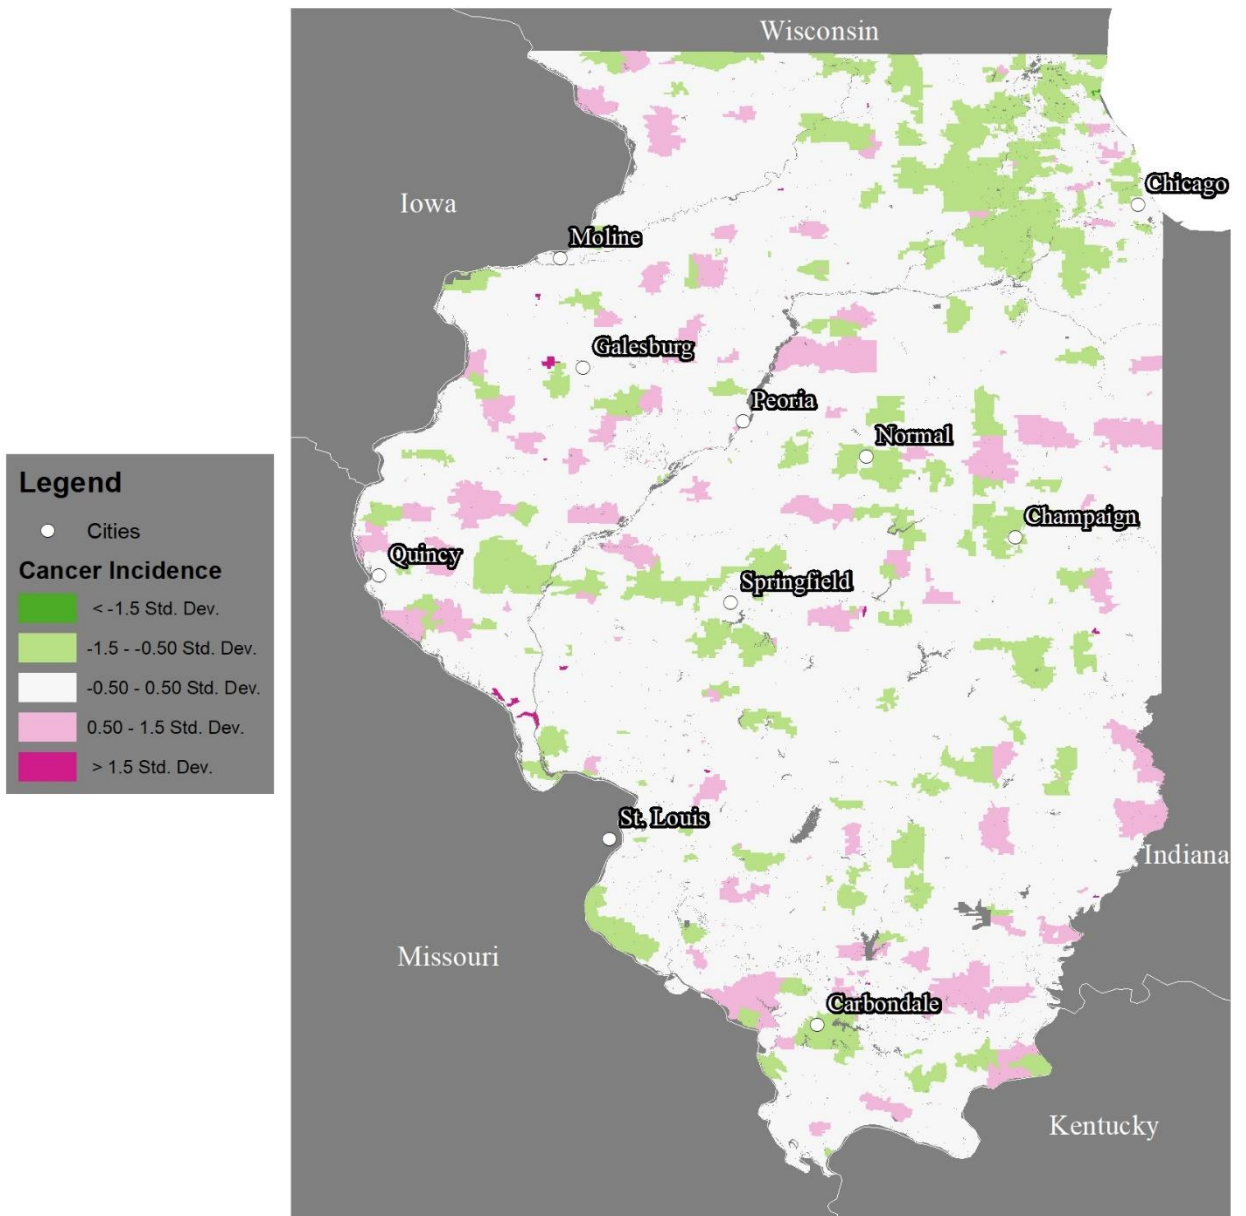 Wisconsin
Chicago
Iowa
Moline
Galesburg
Peoria
Normal
Legend
Cities
Cancer Incidence
< -1.5 Std. Dev.
-1.5 - -0.50 Std. Dev.
-0.50 - 0.50 Std. Dev.
0.50 - 1.5 Std. Dev.
> 1.5 Std. Dev.
Champaign
Quincy
Springfield
St. Louis
Indiana
Missouri
Carbondale
Kentucky